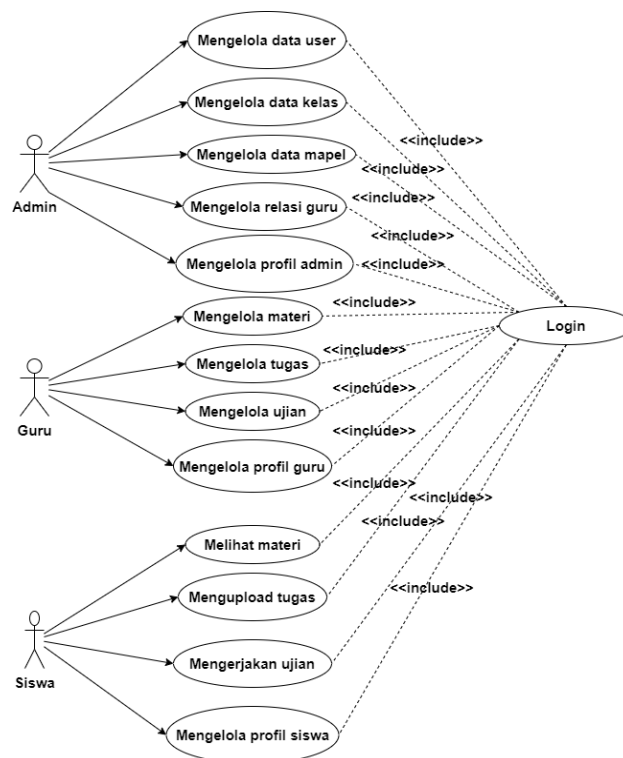 Mengelola data user
Mengelola data kelas
<<include>>
Mengelola data mapel
<<include>>
Admin
Mengelola relasi guru
<<include>>
<<include>>
Mengelola profil admin
<<include>>
Mengelola materi
<<include>>
Login
Mengelola tugas
<<include>>
Guru
Mengelola ujian
<<include>>
<<include>>
Mengelola profil guru
<<include>>
<<include>>
<<include>>
Melihat materi
<<include>>
Mengupload tugas
Mengerjakan ujian
Siswa
Mengelola profil siswa